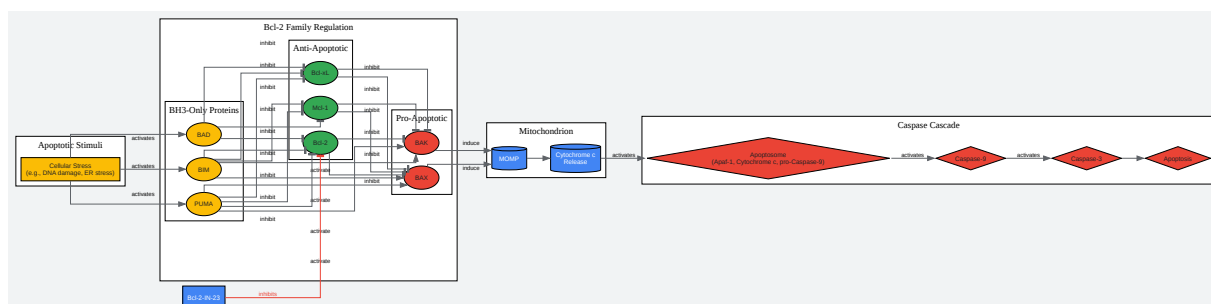 Bcl-2 Family Regulation
Anti-Apoptotic
inhibit
inhibit
inhibit
Bcl-xL
inhibit
inhibit
inhibit
BH3-Only Proteins
inhibit
Mcl-1
inhibit
Pro-Apoptotic
inhibit
inhibit
Apoptotic Stimuli
activates
BAD
inhibit
Bcl-2
inhibit
BAK
induce
Mitochondrion
MOMP
Cytochrome c
Release
Caspase Cascade
Cellular Stress
(e.g., DNA damage, ER stress)
activates
BIM
inhibit
inhibit
activate
inhibit
BAX
induce
activates
Apoptosome
(Apaf-1, Cytochrome c, pro-Caspase-9)
activates
Caspase-9
activates
Caspase-3
Apoptosis
activates
PUMA
inhibit
activate
inhibit
activate
activate
Bcl-2-IN-23
inhibits